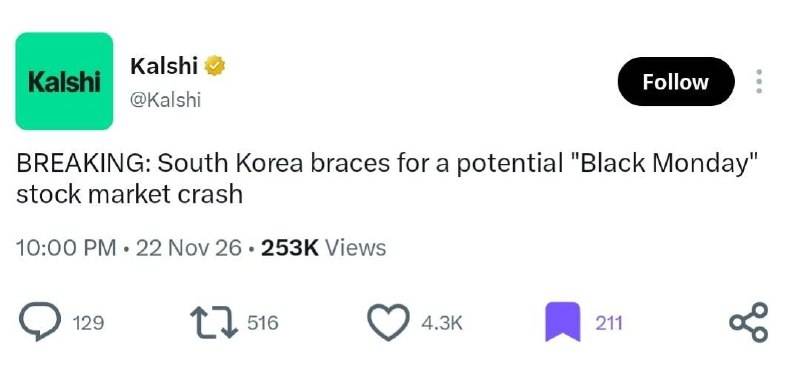 Kalshi
Kalshi
@Kalshi
Follow
BREAKING: South Korea braces for a potential "Black Monday"
stock market crash
10:00 PM • 22 Nov 26 • 253K Views
129
516
4.3K
211